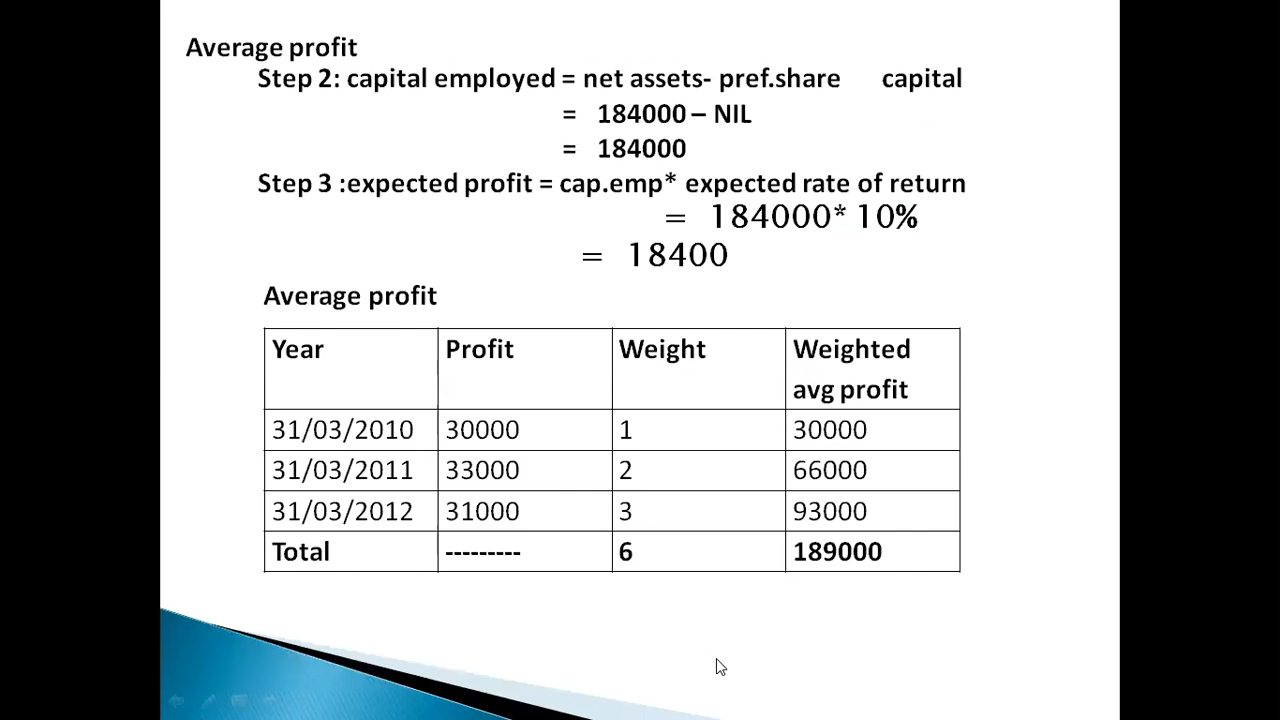 Average profit
Step 2: capital employed = net assets- pref.share capital
= 184000 – NIL
= 184000
Step 3 :expected profit = cap.emp* expected rate of return
= 184000* 10%
= 18400
Average profit
Year Profit Weight Weighted
avg profit
31/03/2010 30000 1 30000
31/03/2011 33000 2 66000
31/03/2012 31000 3 93000
Total --------- 6 189000